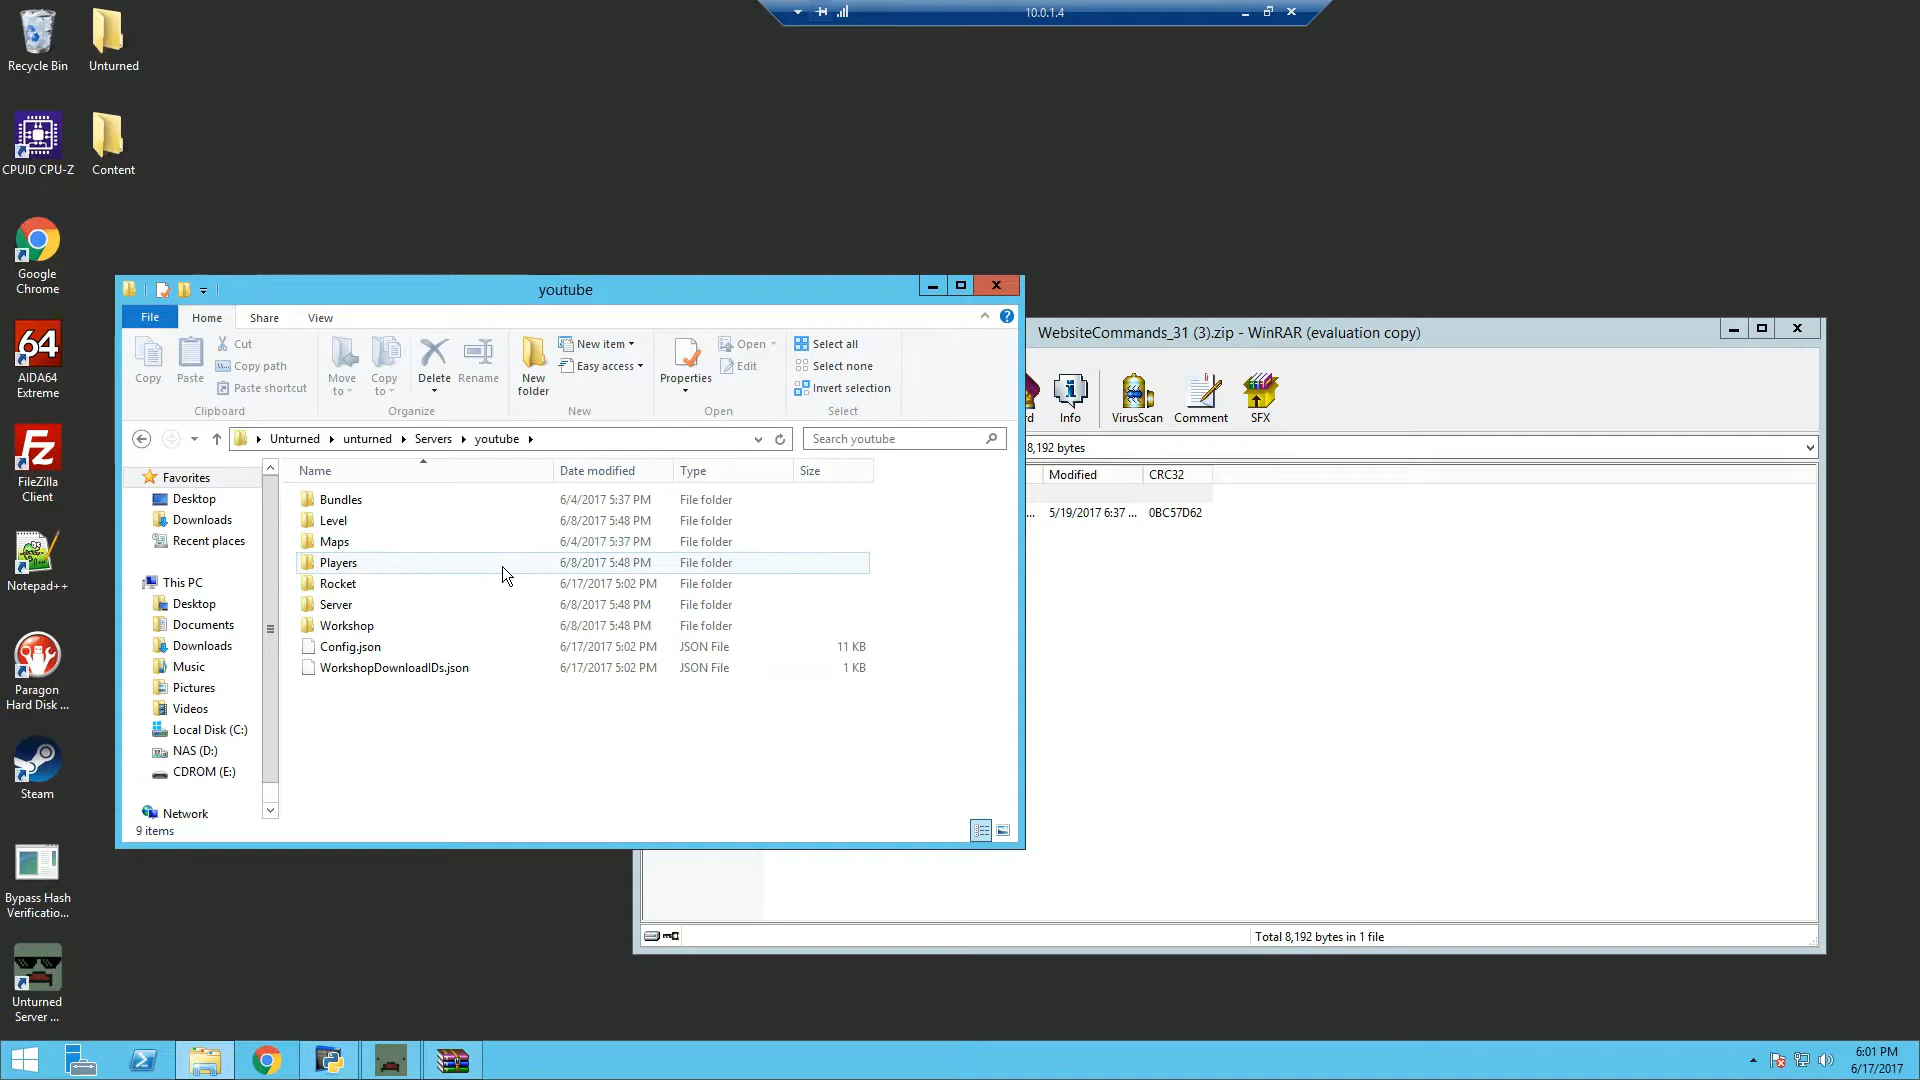 10.0.1.4
Recycle Bin
Unturned
CPUID CPU-Z
Content
Google
Chrome
AIDA64
Extreme
FileZilla
Client
Notepad++
Paragon
Hard Disk ...
Steam
Bypass Hash
Verificatio...
Unturned
Server ...
64
youtube
File
Home
Share
View
Copy
Paste
Cut
Copy path
Paste shortcut
Clipboard
Move
to
Copy
to
Delete
Rename
Organize
New
folder
New item
Easy access
New
Properties
Open
Edit
Open
Select all
Select none
Invert selection
Select
Unturned
unturned
Servers
youtube
Search youtube
Favorites
Desktop
Downloads
Recent places
This PC
Desktop
Documents
Downloads
Music
Pictures
Videos
Local Disk (C:)
NAS (D:)
CDROM (E:)
Network
Name Date modified Type Size
Bundles 6/4/2017 5:37 PM File folder
Level 6/8/2017 5:48 PM File folder
Maps 6/4/2017 5:37 PM File folder
Players 6/8/2017 5:48 PM File folder
Rocket 6/17/2017 5:02 PM File folder
Server 6/8/2017 5:48 PM File folder
Workshop 6/8/2017 5:48 PM File folder
Config.json 6/17/2017 5:02 PM JSON File 11 KB
WorkshopDownloadIDs.json 6/17/2017 5:02 PM JSON File 1 KB
9 items
WebsiteCommands_31 (3).zip - WinRAR (evaluation copy)
d
Info
VirusScan
Comment
SFX
8,192 bytes
Modified CRC32
... 5/19/2017 6:37 ... 0BC57D62
Total 8,192 bytes in 1 file
6:01 PM
6/17/2017